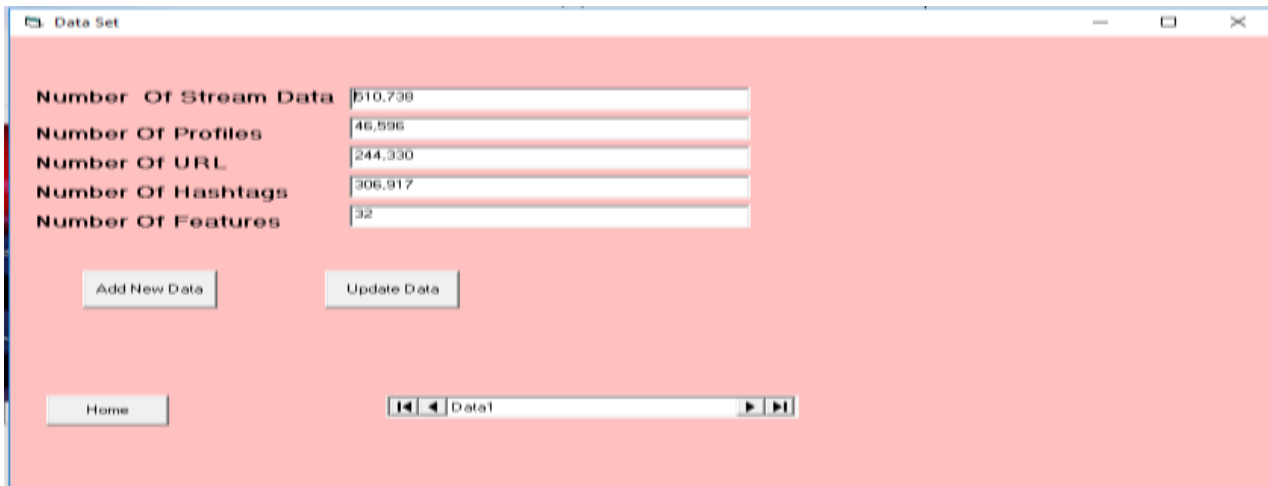 Data Set
Number Of Stream Data 610,738
Number Of Profiles 46,596
Number Of URL 244,330
Number Of Hashtags 306,917
Number Of Features 32
Add New Data Update Data
Home Data1